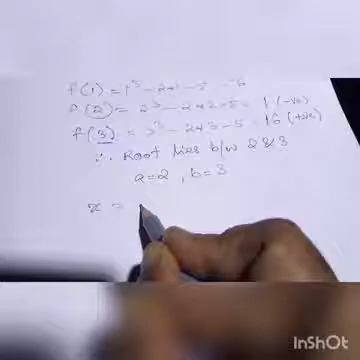 f(1) = 1³ - 2*1 - 5 = -6
f(2) = 2³ - 2*2 - 5 = -1 (-ve)
f(3) = 3³ - 2*3 - 5 = 16 (+ve)
∴ Root lies b/w 2 & 3
a=2, b=3
x =
InShOt